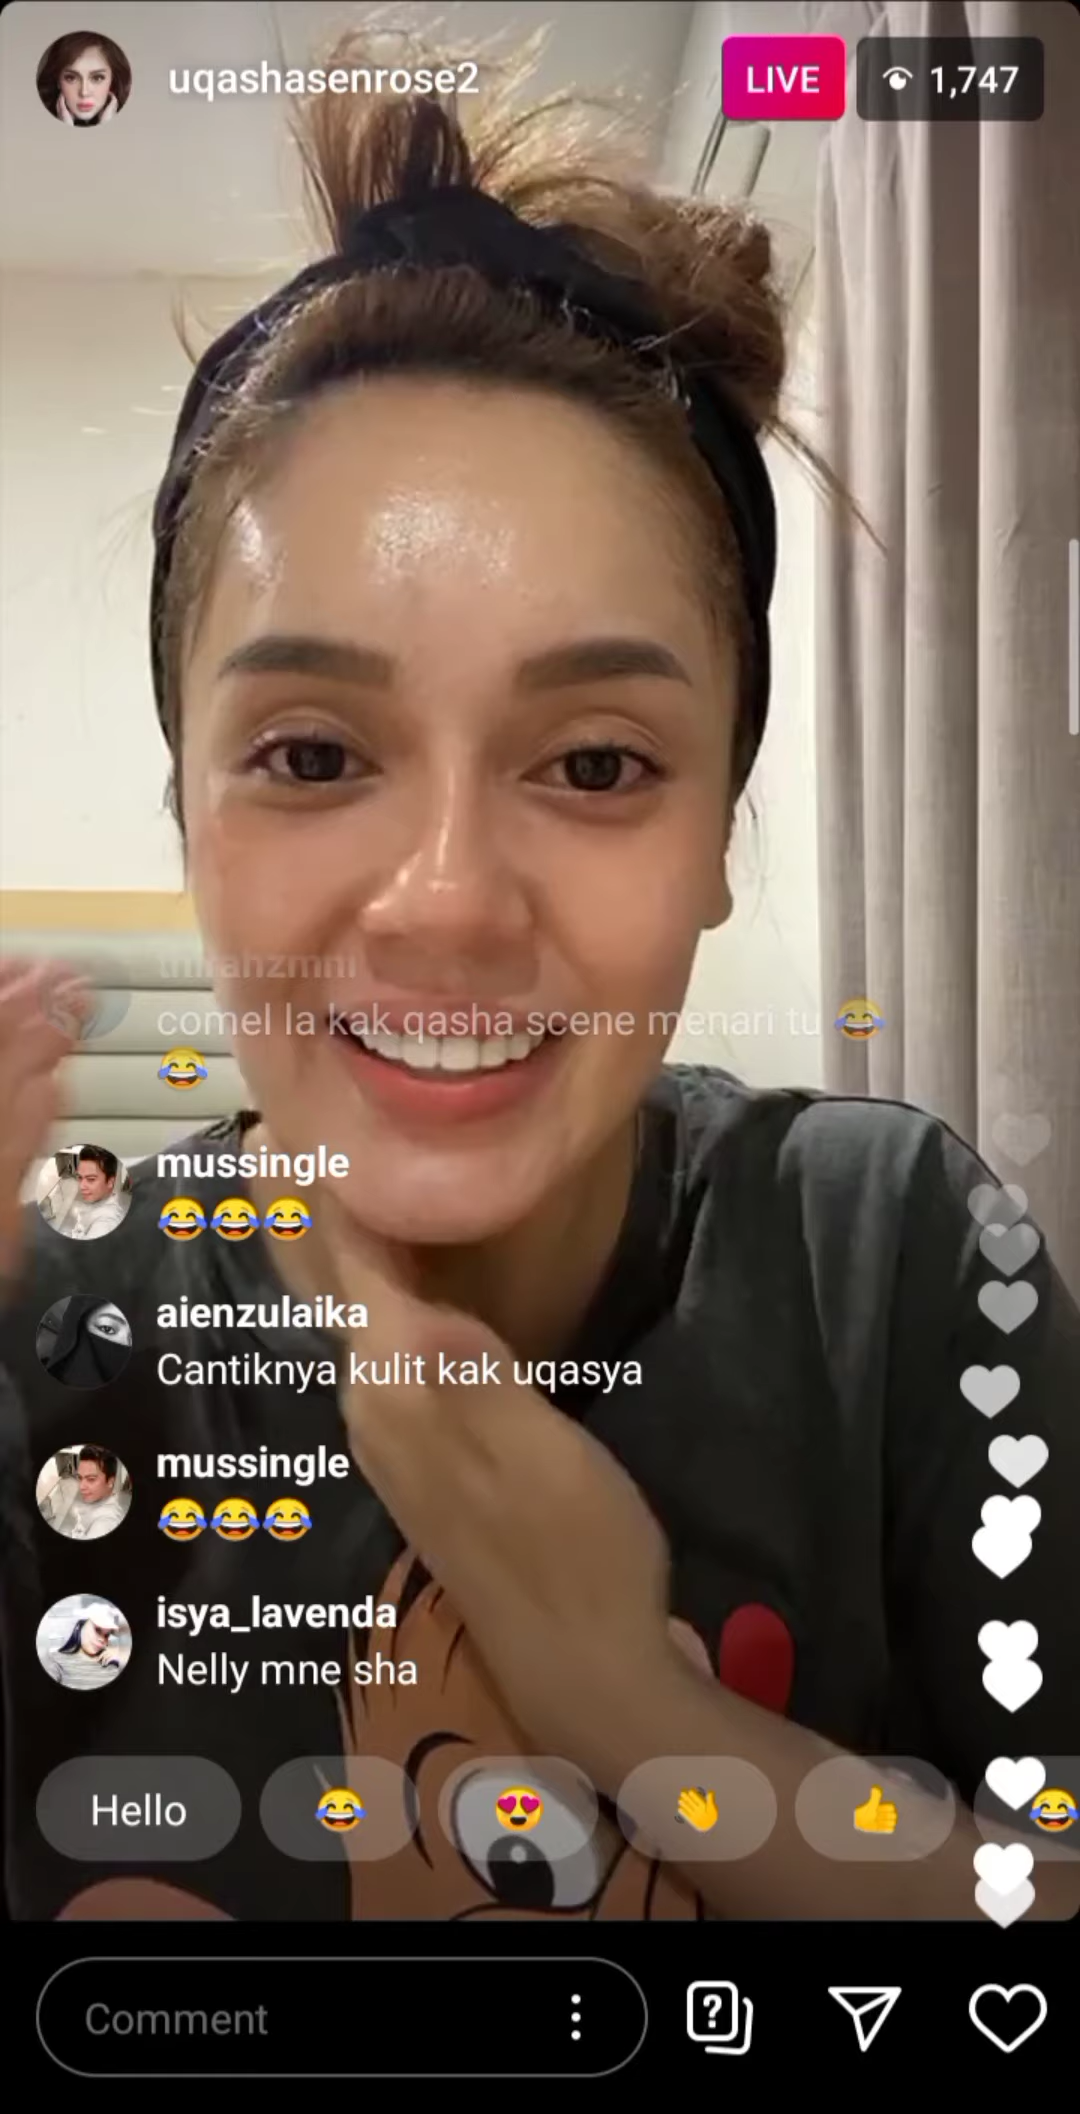 uqashasenrose2
LIVE
1,747
comel la kak qasha scene menari tu 😂
😂
mussingle
😂😂😂
aienzulaika
Cantiknya kulit kak uqasya
mussingle
😂😂😂
isya_lavenda
Nelly mne sha
Hello 😂 😍 👋 👍 😂
Comment